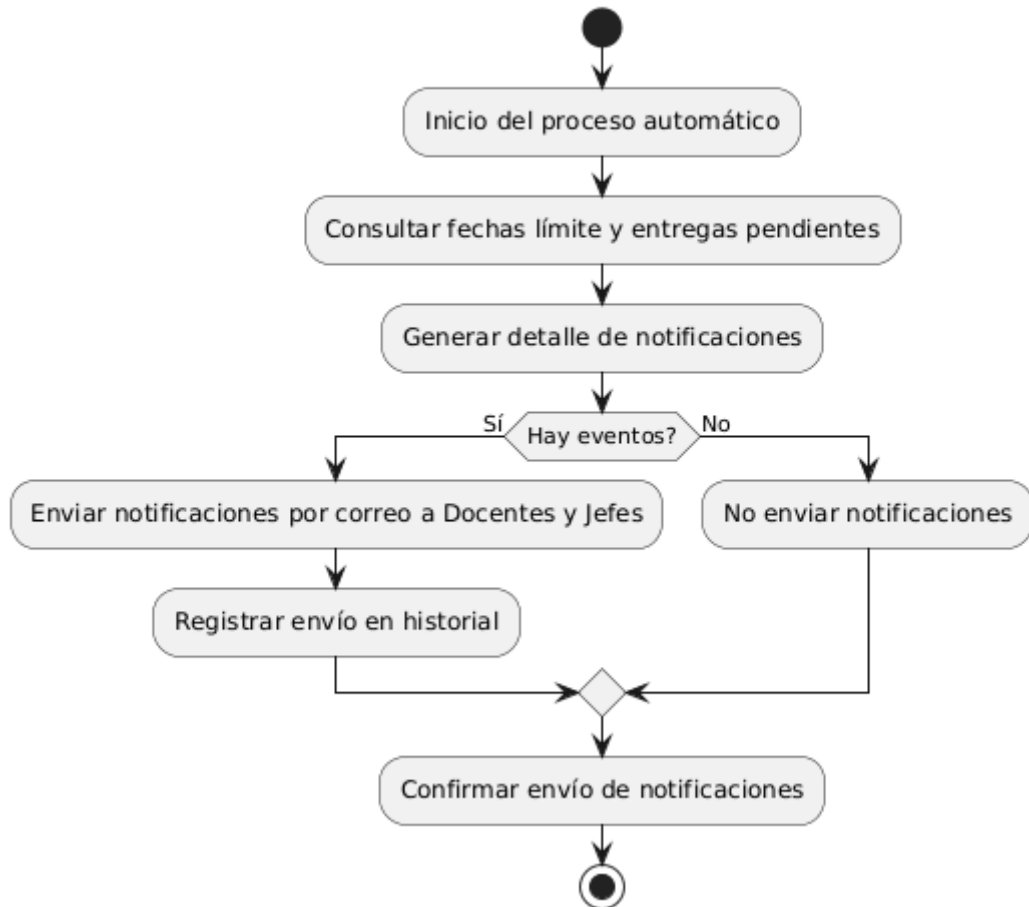 Inicio del proceso automático
Consultar fechas límite y entregas pendientes
Generar detalle de notificaciones
Sí
Hay eventos?
No
Enviar notificaciones por correo a Docentes y Jefes
No enviar notificaciones
Registrar envío en historial
Confirmar envío de notificaciones